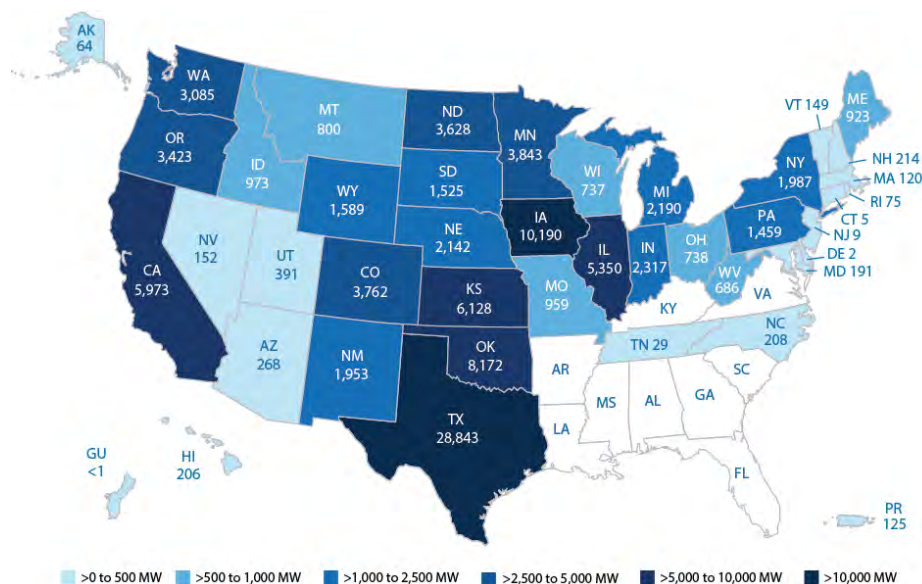 AK
64
WA
3,085
MT
800
ND
3,628
MN
3,843
VT 149
ME
923
OR
3,423
ID
973
SD
1,525
WI
737
NY
1,987
NH 214
MA 120
RI 75
WY
1,589
MI
2,190
CT 5
NJ 9
NE
2,142
IA
10,190
PA
1,459
DE 2
MD 191
NV
152
UT
391
IL
5,350
IN
2,317
OH
738
CA
5,973
CO
3,762
KS
6,128
MO
959
WV
686
VA
KY
AZ
268
NM
1,953
OK
8,172
AR
TN 29
NC
208
SC
TX
28,843
MS
AL
GA
LA
GU
<1
HI
206
FL
PR
125
>0 to 500 MW
>500 to 1,000 MW
>1,000 to 2,500 MW
>2,500 to 5,000 MW
>5,000 to 10,000 MW
>10,000 MW